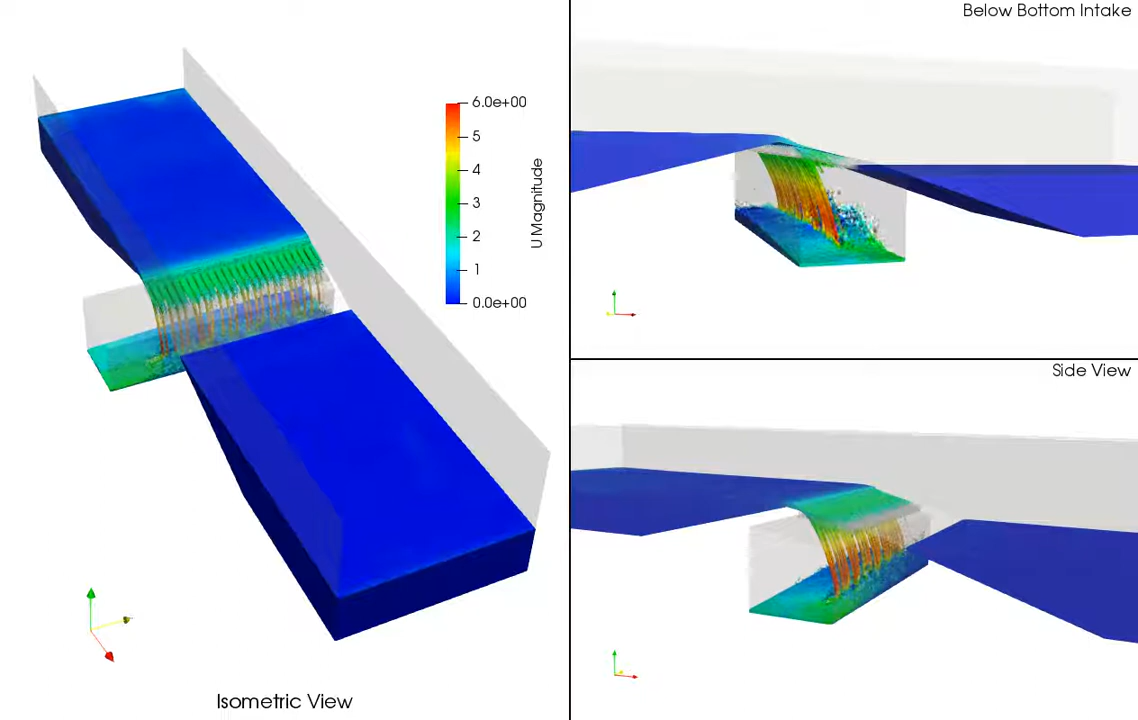 Below Bottom Intake
6.0e+00
5
4
3
2
1
0.0e+00
U Magnitude
Side View
Isometric View